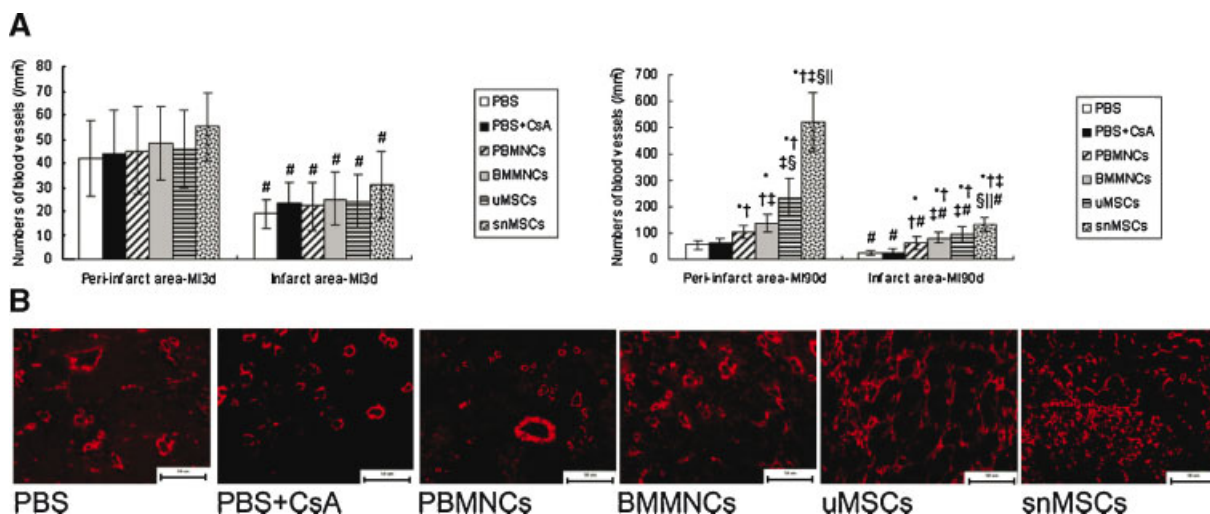 A
Numbers of blood vessels (/mm²)
80
70
60
50
40
30
20
10
0
# # # # # #
Peri-infarct area-MI3d Infarct area-MI3d
PBS
PBS+CsA
PBMNCs
BMMNCs
uMSCs
snMSCs
Numbers of blood vessels (/mm²)
700
600
500
400
300
200
100
0
*†
*
†‡
*†
‡§
*†‡§||
#
#
*
†#
*†
‡#
*†
‡#
*†‡
§||#
Peri-infarct area-MI90d Infarct area-MI90d
PBS
PBS+CsA
PBMNCs
BMMNCs
uMSCs
snMSCs
B
PBS PBS+CsA PBMNCs BMMNCs uMSCs snMSCs